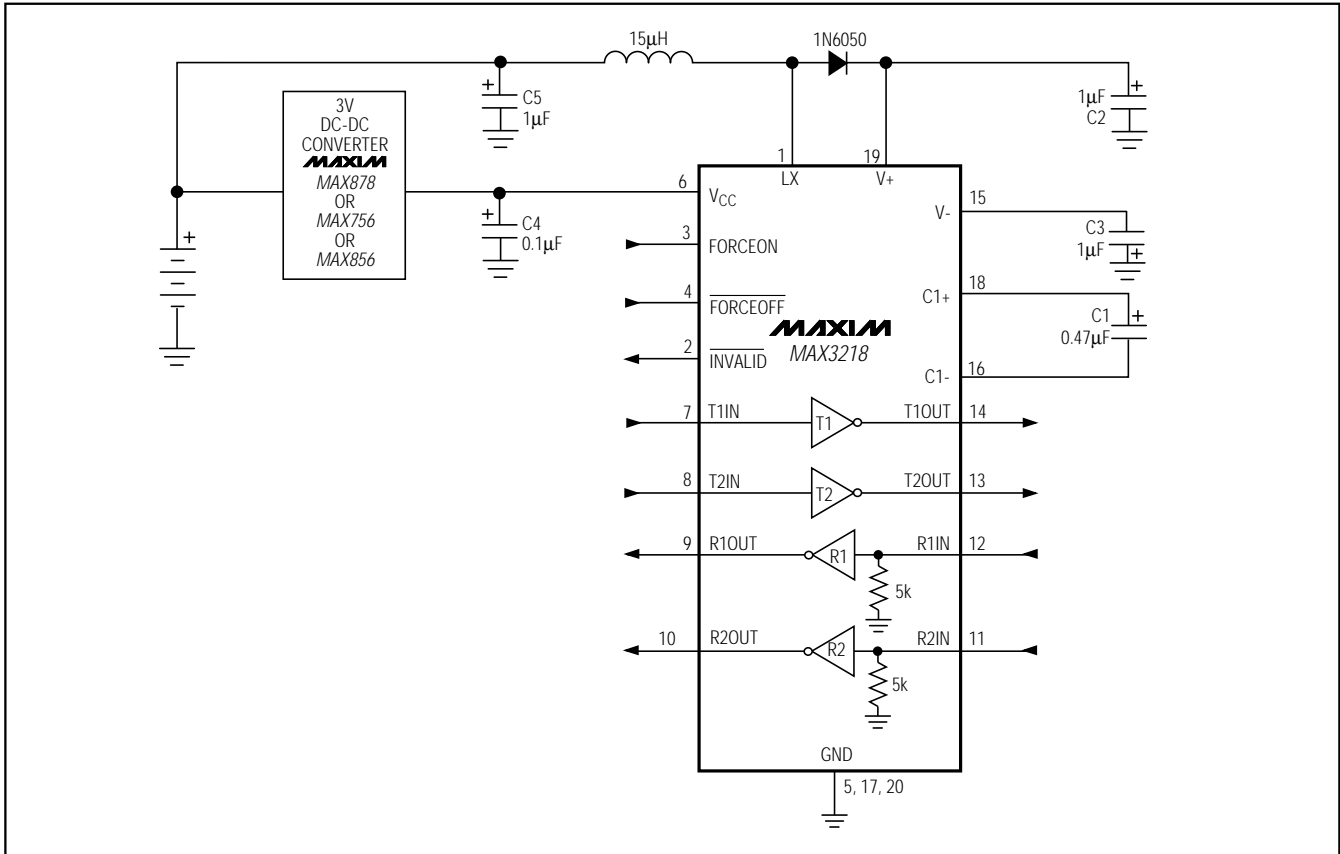 15μH
1N6050
+
C5
1μF
1μF
+
C2
3V
DC-DC
CONVERTER
MAXIM
MAX878
OR
MAX756
OR
MAX856
+
+
C4
0.1μF
1
LX
19
V+
6
VCC
3
FORCEON
4
FORCEOFF
2
INVALID
MAXIM
MAX3218
15
V-
C3
1μF
+
18
C1+
C1
+
0.47μF
16
C1-
7 T1IN T1 T1OUT 14
8 T2IN T2 T2OUT 13
9 R1OUT R1 R1IN 12
5k
10 R2OUT R2 R2IN 11
5k
GND
5, 17, 20